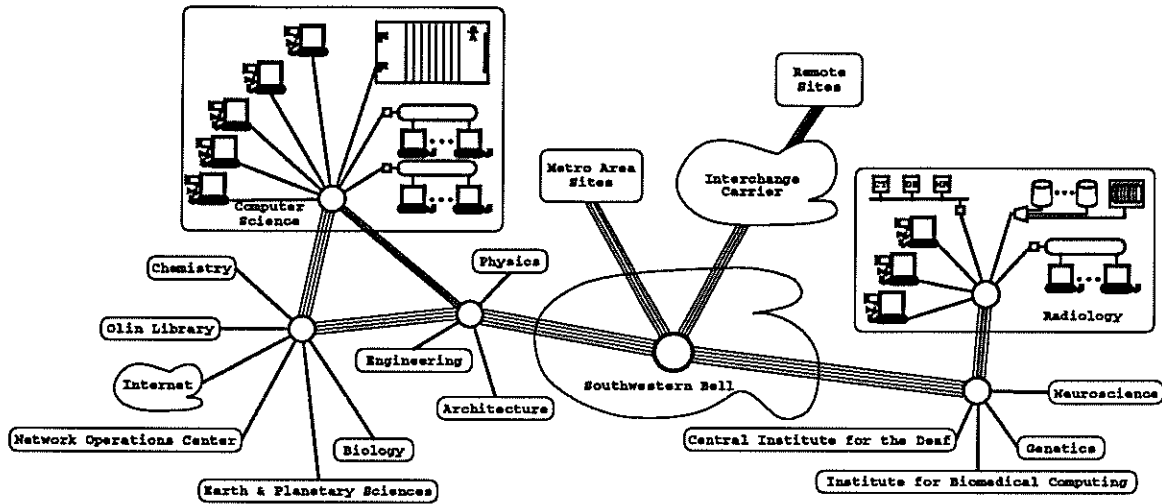 Remote
Sites
Metro Area
Sites
Interchange
Carrier
Computer
Science
Radiology
Chemistry
Physics
Olin Library
Engineering
Internet
Southwestern Bell
Architecture
Neuroscience
Network Operations Center
Biology
Central Institute for the Deaf
Genetics
Earth & Planetary Sciences
Institute for Biomedical Computing